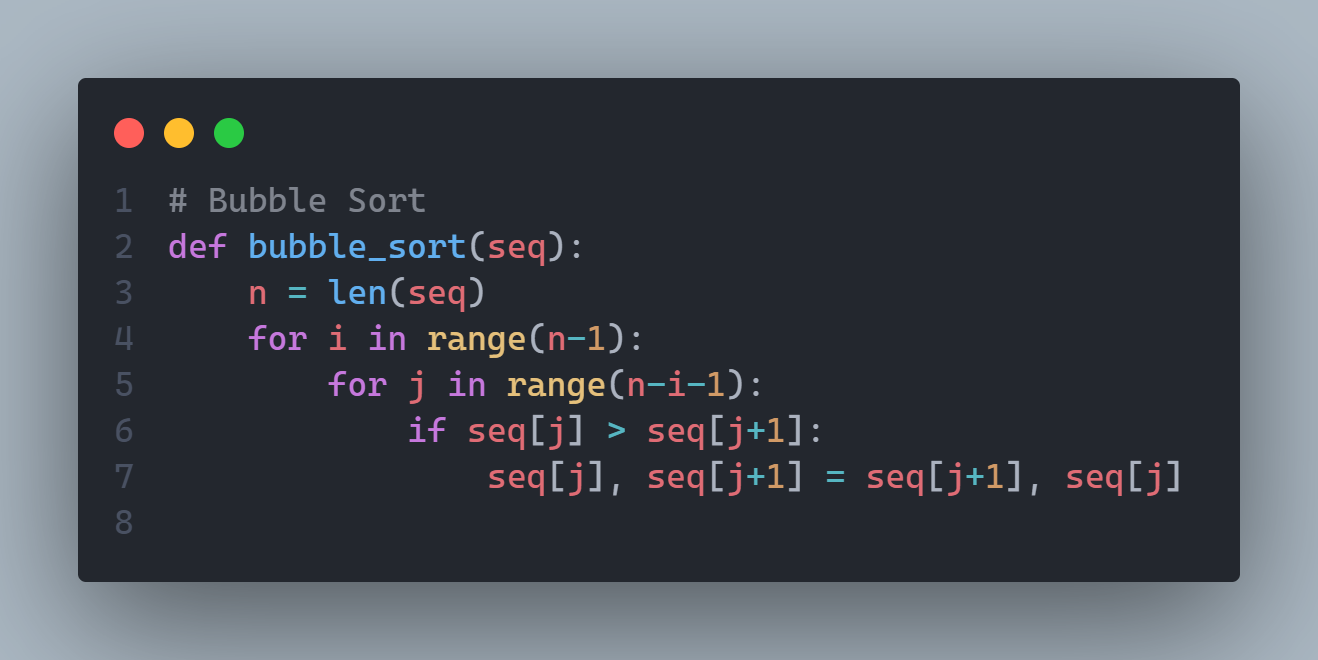 1 # Bubble Sort
2 def bubble_sort(seq):
3     n = len(seq)
4     for i in range(n-1):
5         for j in range(n-i-1):
6             if seq[j] > seq[j+1]:
7                 seq[j], seq[j+1] = seq[j+1], seq[j]
8